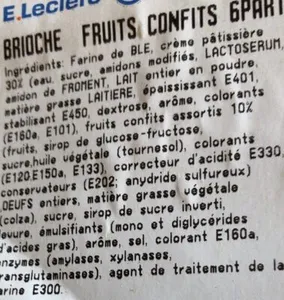 E.Leclerc
BRIOCHE FRUITS CONFITS 6PART
Ingrédients: Farine de BLE, crème pâtissière
30% (eau, sucre, amidons modifiés, LACTOSERUM,
amidon de FROMENT, LAIT entier en poudre,
matière grasse LAITIERE, épaississant E401,
stabilisant E450, dextrose, arôme, colorants
(E160a, E101), fruits confits assortis 10%
(fruits, sirop de glucose-fructose,
sucre,huile végétale (tournesol), colorants
(E120,E150a, E133), correcteur d'acidité E330,
conservateurs (E202; anydride sulfureux)
,OEUFS entiers, matière grasse végétale
(colza), sucre, sirop de sucre inverti,
levure, émulsifiants (mono et diglycérides
d'acides gras), arôme, sel, colorant E160a,
enzymes (amylases, xylanases,
transglutaminases), agent de traitement de la
farine E300.